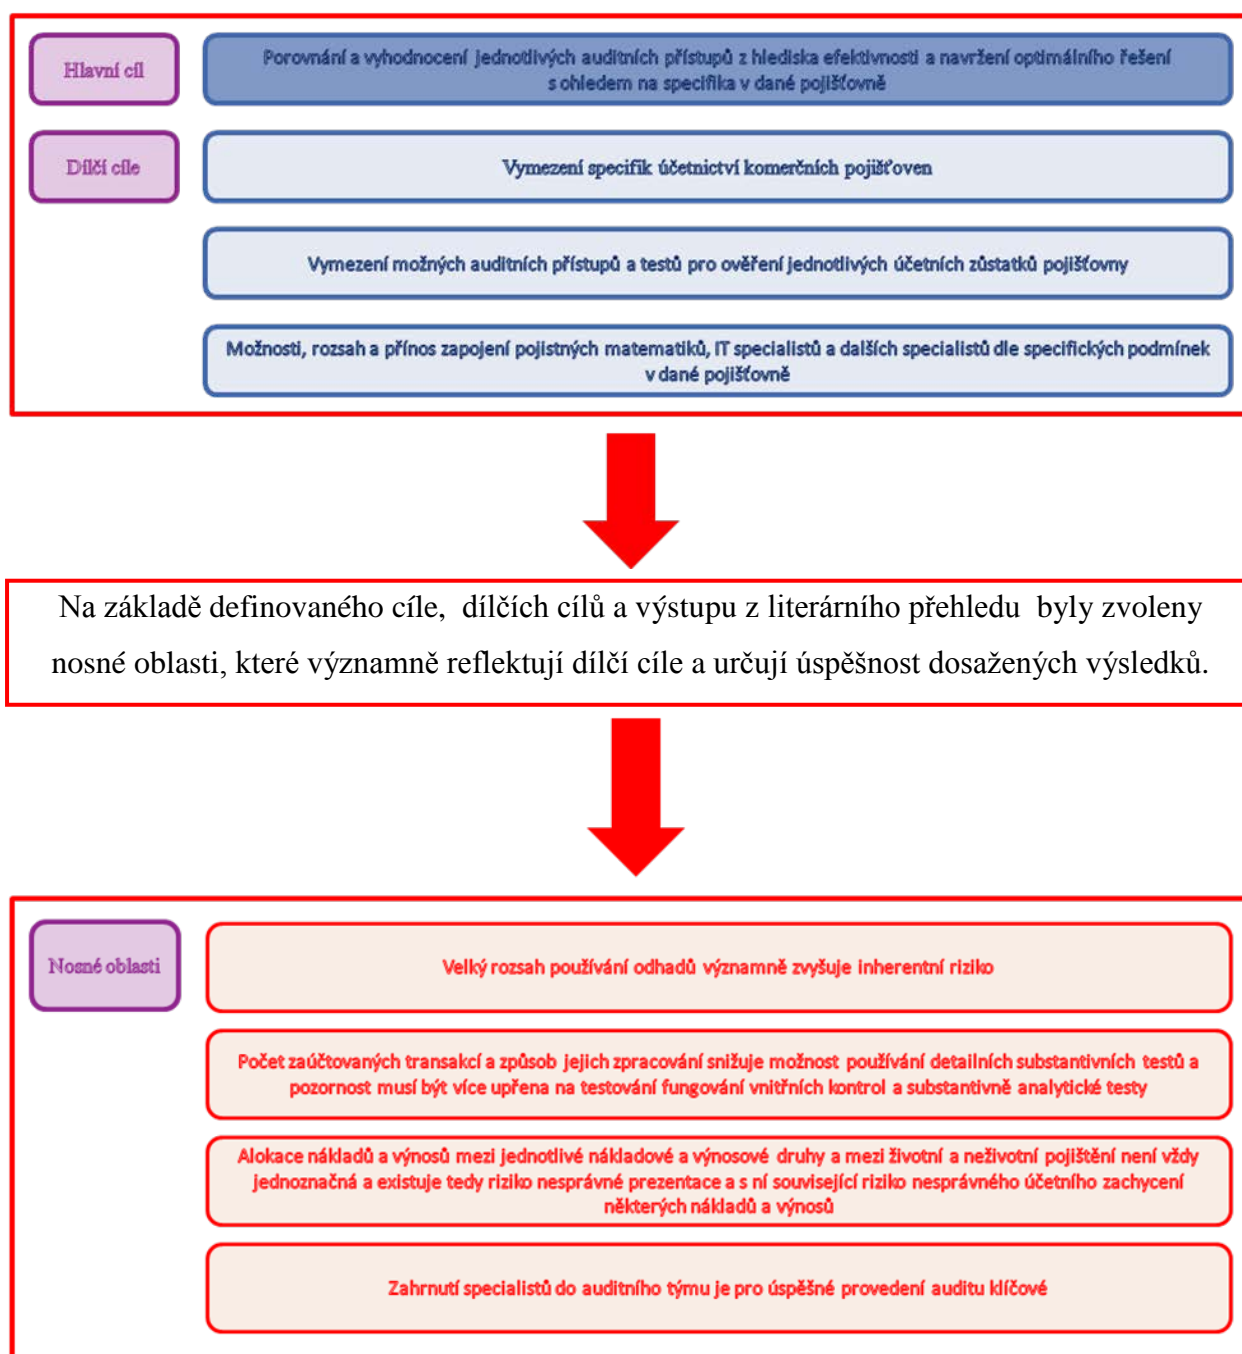 Hlavní cíl
Porovnání a vyhodnocení jednotlivých auditních přístupů z hlediska efektivnosti a navržení optimálního řešení
s ohledem na specifika v dané pojišťovně
Dílčí cíle
Vymezení specifik účetnictví komerčních pojišťoven
Vymezení možných auditních přístupů a testů pro ověření jednotlivých účetních zůstatků pojišťovny
Možnosti, rozsah a přínos zapojení pojistných matematiků, IT specialistů a dalších specialistů dle specifických podmínek
v dané pojišťovně
Na základě definovaného cíle, dílčích cílů a výstupu z literárního přehledu byly zvoleny
nosné oblasti, které významně reflektují dílčí cíle a určují úspěšnost dosažených výsledků.
Nosné oblasti
Velký rozsah používání odhadů významně zvyšuje inherentní riziko
Počet zaúčtovaných transakcí a způsob jejich zpracování snižuje možnost používání detailních substantivních testů a
pozornost musí být více upřena na testování fungování vnitřních kontrol a substantivně analytické testy
Alokace nákladů a výnosů mezi jednotlivé nákladové a výnosové druhy a mezi životní a neživotní pojištění není vždy
jednoznačná a existuje tedy riziko nesprávné prezentace a s ní související riziko nesprávného účetního zachycení
některých nákladů a výnosů
Zahrnutí specialistů do auditního týmu je pro úspěšné provedení auditu klíčové